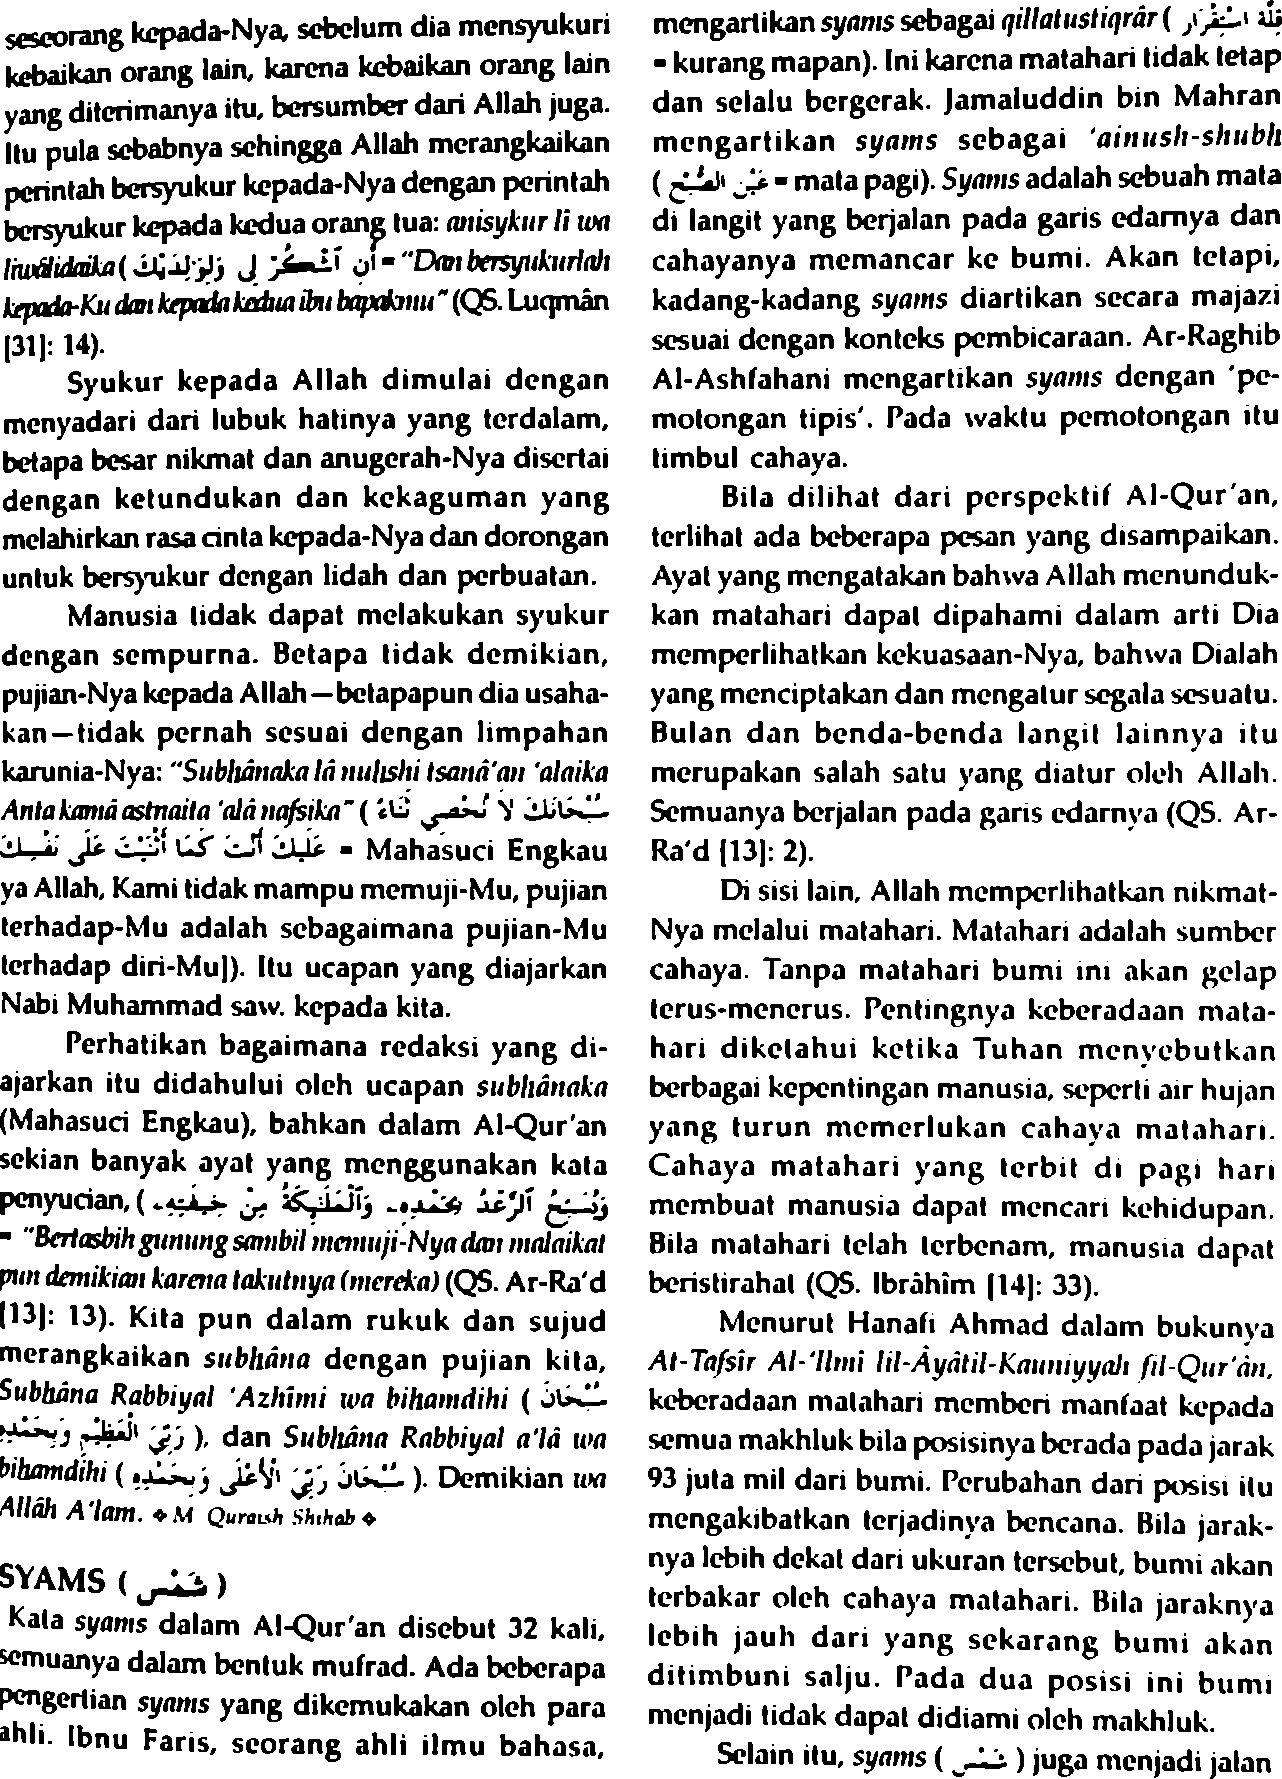 seseorang kepada-Nya, sebelum dia mensyukuri
kebaikan orang lain, karena kebaikan orang lain
yang diterimanya itu, bersumber dari Allah juga.
Itu pula sebabnya sehingga Allah merangkaikan
perintah bersyukur kepada-Nya dengan perintah
bersyukur kepada kedua orang tua: anisykur lî wa
liwâlidaika ( أَنِ ٱشْكُرْ لِى وَلِوَٰلِدَيْكَ = "Dan bersyukurlah
kepada-Ku dan kepada kedua ibu bapakmu" (QS. Luqmân
[31]: 14).
Syukur kepada Allah dimulai dengan
menyadari dari lubuk hatinya yang terdalam,
betapa besar nikmat dan anugerah-Nya disertai
dengan ketundukan dan kekaguman yang
melahirkan rasa cinta kepada-Nya dan dorongan
untuk bersyukur dengan lidah dan perbuatan.
Manusia tidak dapat melakukan syukur
dengan sempurna. Betapa tidak demikian,
pujian-Nya kepada Allah—betapapun dia usaha-
kan—tidak pernah sesuai dengan limpahan
karunia-Nya: "Subhânaka lâ nuhshi tsanâ'an 'alaika
Anta kamâ astnaita 'alâ nafsika" ( سُبْحَانَكَ لاَ نُحْصِي ثَنَاءً
عَلَيْكَ أَنْتَ كَمَا أَثْنَيْتَ عَلَى نَفْسِكَ = Mahasuci Engkau
ya Allah, Kami tidak mampu memuji-Mu, pujian
terhadap-Mu adalah sebagaimana pujian-Mu
terhadap diri-Mu]). Itu ucapan yang diajarkan
Nabi Muhammad saw. kepada kita.
Perhatikan bagaimana redaksi yang di-
ajarkan itu didahului oleh ucapan subhânaka
(Mahasuci Engkau), bahkan dalam Al-Qur'an
sekian banyak ayat yang menggunakan kata
penyucian, ( وَيُسَبِّحُ ٱلرَّعْدُ بِحَمْدِهِۦ وَٱلْمَلَٰٓئِكَةُ مِنْ خِيفَتِهِۦ
= "Bertasbih gunung sambil memuji-Nya dan malaikat
pun demikian karena takutnya (mereka) (QS. Ar-Ra'd
[13]: 13). Kita pun dalam rukuk dan sujud
merangkaikan subhâna dengan pujian kita,
Subhâna Rabbiyal 'Azhîmi wa bihamdihi ( سُبْحَانَ
رَبِّيَ الْعَظِيْمِ وَبِحَمْدِهِ ), dan Subhâna Rabbiyal a'lâ wa
bihamdihi ( سُبْحَانَ رَبِّيَ الْأَعْلَى وَبِحَمْدِهِ ). Demikian wa
Allâh A'lam. ❖ M Quraish Shihab ❖
SYAMS ( شَمْس )
Kata syams dalam Al-Qur'an disebut 32 kali,
semuanya dalam bentuk mufrad. Ada beberapa
pengertian syams yang dikemukakan oleh para
ahli. Ibnu Faris, seorang ahli ilmu bahasa,
mengartikan syams sebagai qillatustiqrâr ( قِلَّةُ اسْتِقْرَار
= kurang mapan). Ini karena matahari tidak tetap
dan selalu bergerak. Jamaluddin bin Mahran
mengartikan syams sebagai 'ainush-shubh
( عَيْنُ الصُّبْحِ = mata pagi). Syams adalah sebuah mata
di langit yang berjalan pada garis edarnya dan
cahayanya memancar ke bumi. Akan tetapi,
kadang-kadang syams diartikan secara majazi
sesuai dengan konteks pembicaraan. Ar-Raghib
Al-Ashfahani mengartikan syams dengan 'pe-
motongan tipis'. Pada waktu pemotongan itu
timbul cahaya.
Bila dilihat dari perspektif Al-Qur'an,
terlihat ada beberapa pesan yang disampaikan.
Ayat yang mengatakan bahwa Allah menunduk-
kan matahari dapat dipahami dalam arti Dia
memperlihatkan kekuasaan-Nya, bahwa Dialah
yang menciptakan dan mengatur segala sesuatu.
Bulan dan benda-benda langit lainnya itu
merupakan salah satu yang diatur oleh Allah.
Semuanya berjalan pada garis edarnya (QS. Ar-
Ra'd [13]: 2).
Di sisi lain, Allah memperlihatkan nikmat-
Nya melalui matahari. Matahari adalah sumber
cahaya. Tanpa matahari bumi ini akan gelap
terus-menerus. Pentingnya keberadaan mata-
hari diketahui ketika Tuhan menyebutkan
berbagai kepentingan manusia, seperti air hujan
yang turun memerlukan cahaya matahari.
Cahaya matahari yang terbit di pagi hari
membuat manusia dapat mencari kehidupan.
Bila matahari telah terbenam, manusia dapat
beristirahat (QS. Ibrâhîm [14]: 33).
Menurut Hanafi Ahmad dalam bukunya
At-Tafsîr Al-'Ilmi lil-Âyâtil-Kauniyyah fil-Qur'ân,
keberadaan matahari memberi manfaat kepada
semua makhluk bila posisinya berada pada jarak
93 juta mil dari bumi. Perubahan dari posisi itu
mengakibatkan terjadinya bencana. Bila jarak-
nya lebih dekat dari ukuran tersebut, bumi akan
terbakar oleh cahaya matahari. Bila jaraknya
lebih jauh dari yang sekarang bumi akan
ditimbuni salju. Pada dua posisi ini bumi
menjadi tidak dapat didiami oleh makhluk.
Selain itu, syams ( شَمْس ) juga menjadi jalan